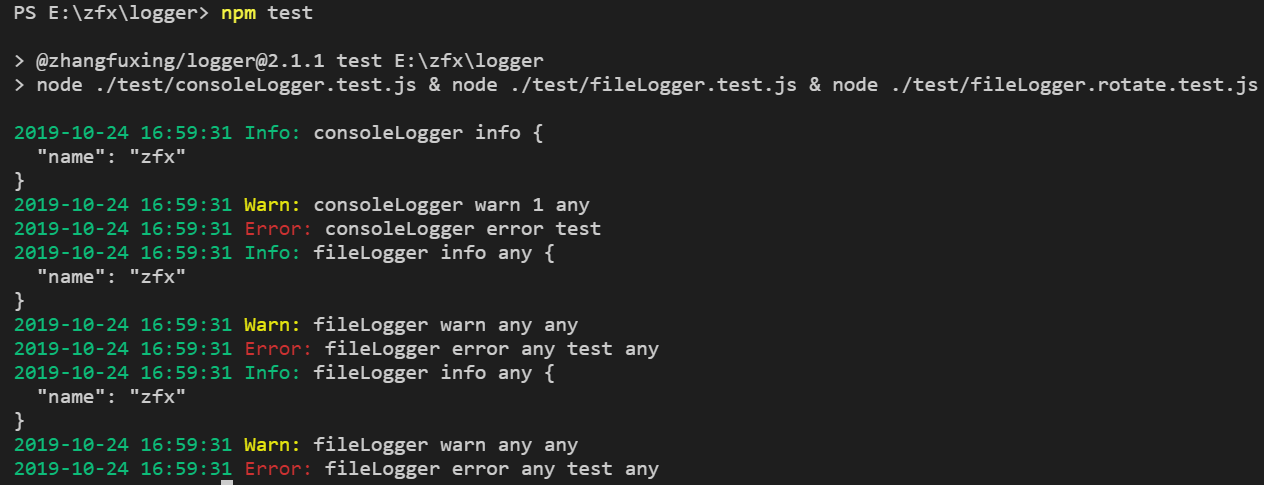 PS E:\zfx\logger> npm test
> @zhangfuxing/logger@2.1.1 test E:\zfx\logger
> node ./test/consoleLogger.test.js & node ./test/fileLogger.test.js & node ./test/fileLogger.rotate.test.js
2019-10-24 16:59:31 Info: consoleLogger info {
  "name": "zfx"
}
2019-10-24 16:59:31 Warn: consoleLogger warn 1 any
2019-10-24 16:59:31 Error: consoleLogger error test
2019-10-24 16:59:31 Info: fileLogger info any {
  "name": "zfx"
}
2019-10-24 16:59:31 Warn: fileLogger warn any any
2019-10-24 16:59:31 Error: fileLogger error any test any
2019-10-24 16:59:31 Info: fileLogger info any {
  "name": "zfx"
}
2019-10-24 16:59:31 Warn: fileLogger warn any any
2019-10-24 16:59:31 Error: fileLogger error any test any